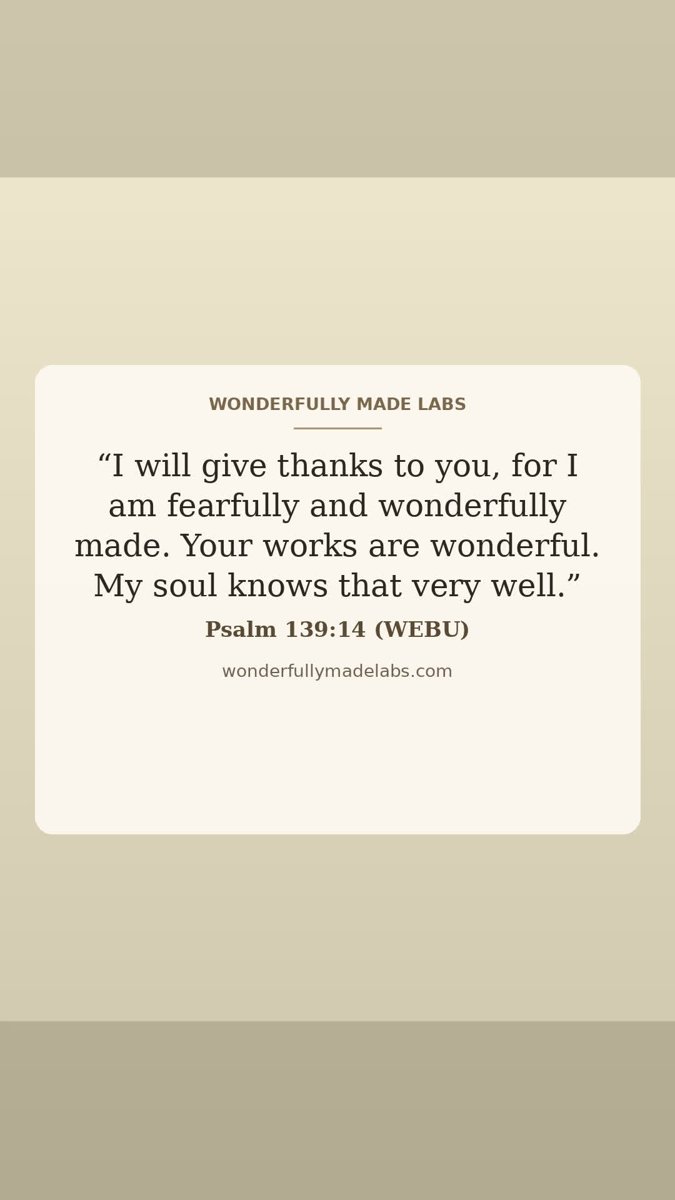 WONDERFULLY MADE LABS
“I will give thanks to you, for I
am fearfully and wonderfully
made. Your works are wonderful.
My soul knows that very well.”
Psalm 139:14 (WEBU)
wonderfullymadelabs.com